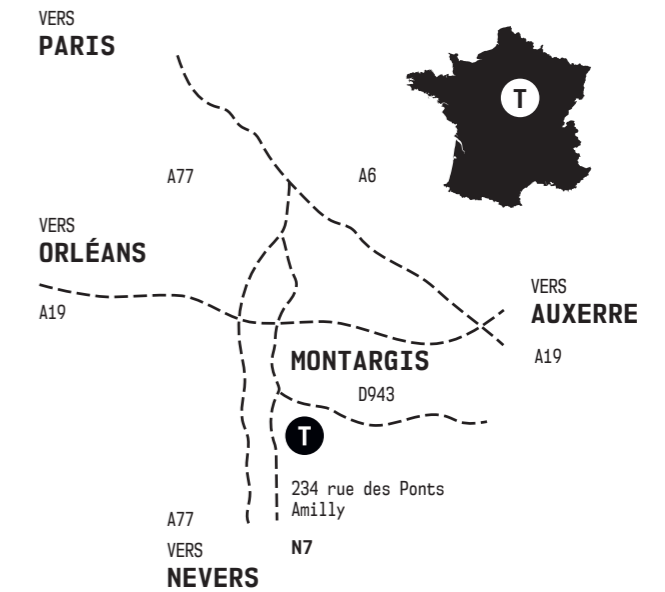 VERS
PARIS
T
A77
A6
VERS
ORLÉANS
A19
VERS
AUXERRE
A19
MONTARGIS
D943
T
234 rue des Ponts
Amilly
A77
N7
VERS
NEVERS